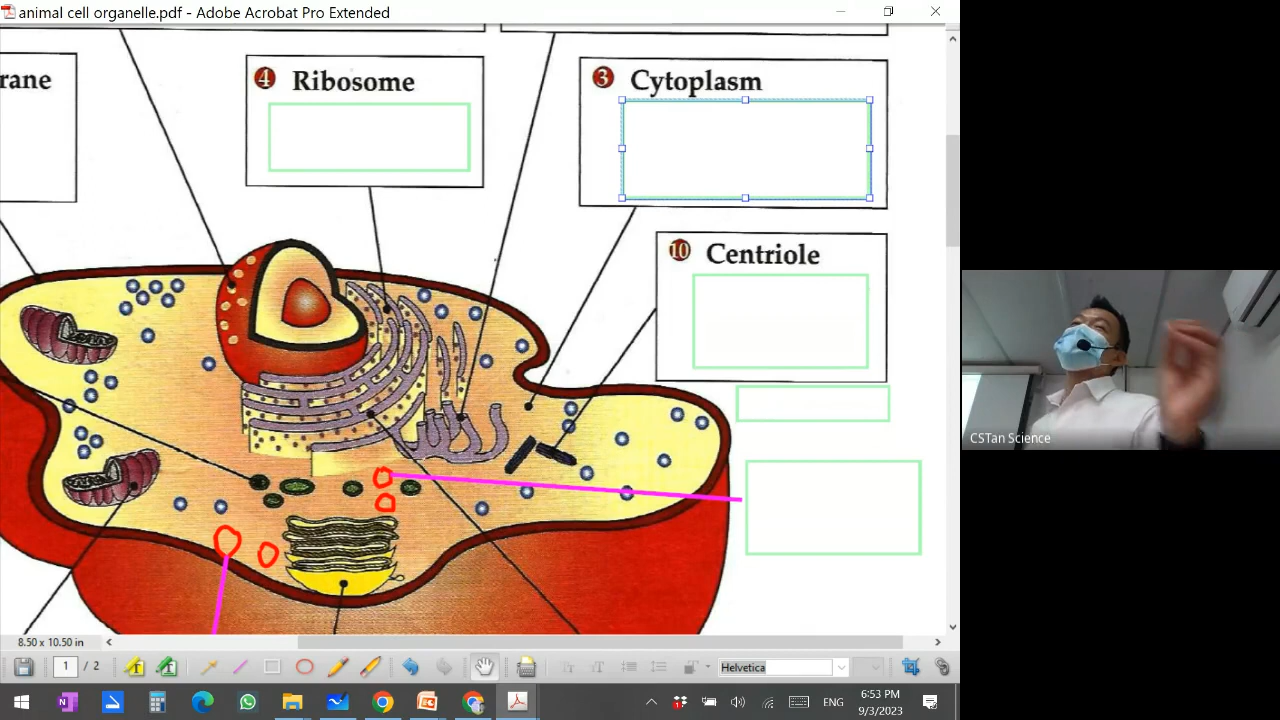 animal cell organelle.pdf - Adobe Acrobat Pro Extended
rane
4 Ribosome
3 Cytoplasm
10 Centriole
CSTan Science
8.50 x 10.50 in
1 / 2
Helvetica
ENG
6:53 PM
9/3/2023